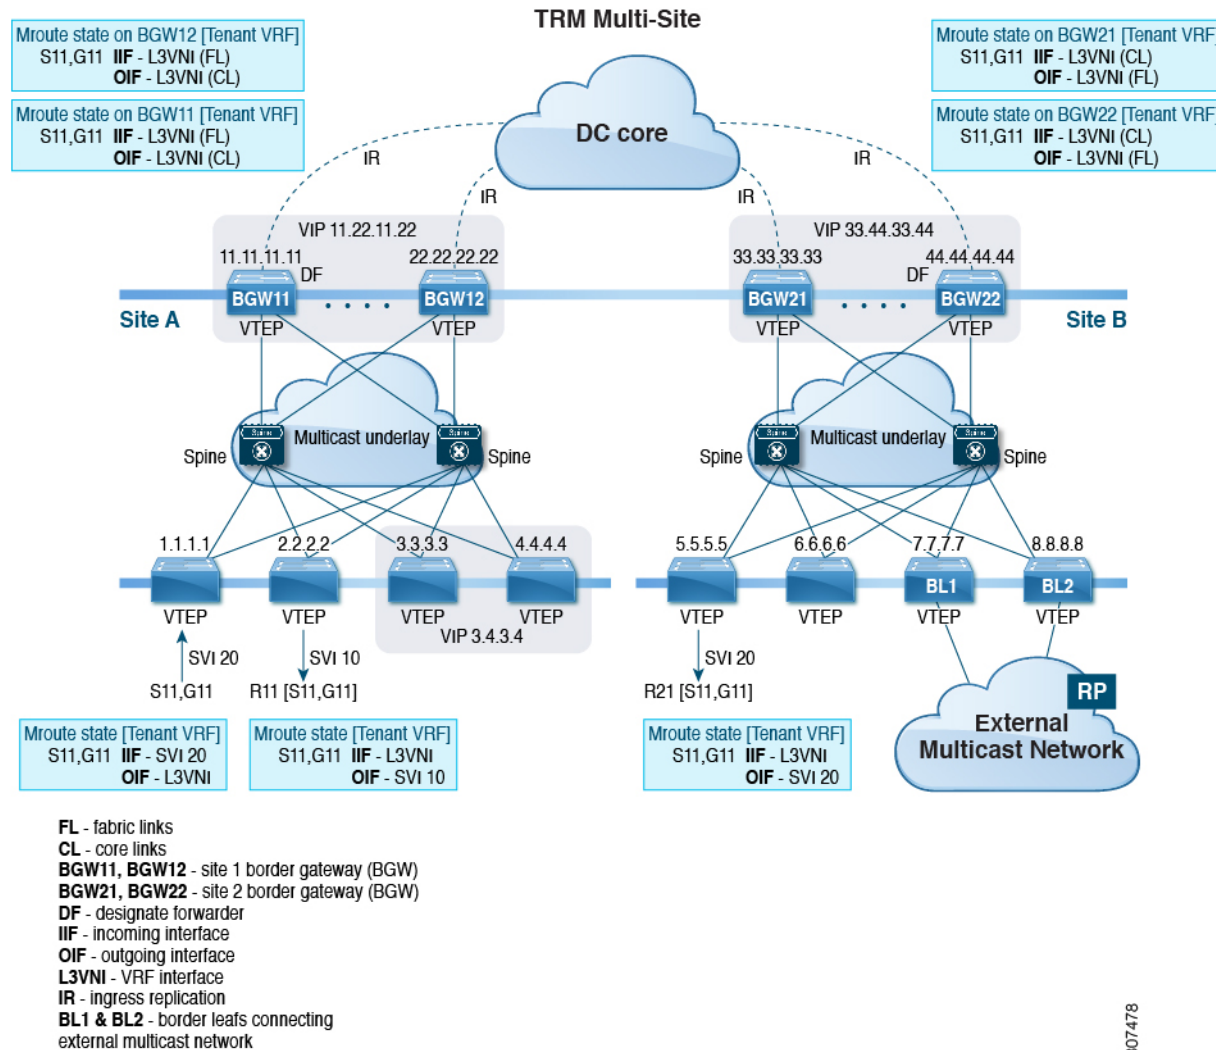 TRM Multi-Site
Mroute state on BGW12 [Tenant VRF]
S11,G11 IIF - L3VNI (FL)
OIF - L3VNI (CL)
Mroute state on BGW11 [Tenant VRF]
S11,G11 IIF - L3VNI (FL)
OIF - L3VNI (CL)
Mroute state on BGW21 [Tenant VRF]
S11,G11 IIF - L3VNI (CL)
OIF - L3VNI (FL)
Mroute state on BGW22 [Tenant VRF]
S11,G11 IIF - L3VNI (CL)
OIF - L3VNI (FL)
DC core
IR
IR
IR
IR
VIP 11.22.11.22
VIP 33.44.33.44
11.11.11.11
22.22.22.22
33.33.33.33
44.44.44.44
DF
DF
BGW11
BGW12
BGW21
BGW22
Site A
Site B
VTEP
VTEP
VTEP
VTEP
Spine
Spine
Spine
Spine
Multicast underlay
Multicast underlay
Spine
Spine
Spine
Spine
1.1.1.1
2.2.2.2
3.3.3.3
4.4.4.4
5.5.5.5
6.6.6.6
7.7.7.7
8.8.8.8
BL1
BL2
VTEP
VTEP
VTEP
VTEP
VTEP
VTEP
VTEP
VTEP
VIP 3.4.3.4
SVI 20
SVI 10
SVI 20
S11,G11
R11 [S11,G11]
R21 [S11,G11]
RP
External
Multicast Network
Mroute state [Tenant VRF]
S11,G11 IIF - SVI 20
OIF - L3VNI
Mroute state [Tenant VRF]
S11,G11 IIF - L3VNI
OIF - SVI 10
Mroute state [Tenant VRF]
S11,G11 IIF - L3VNI
OIF - SVI 20
FL - fabric links
CL - core links
BGW11, BGW12 - site 1 border gateway (BGW)
BGW21, BGW22 - site 2 border gateway (BGW)
DF - designate forwarder
IIF - incoming interface
OIF - outgoing interface
L3VNI - VRF interface
IR - ingress replication
BL1 & BL2 - border leafs connecting
external multicast network
307478